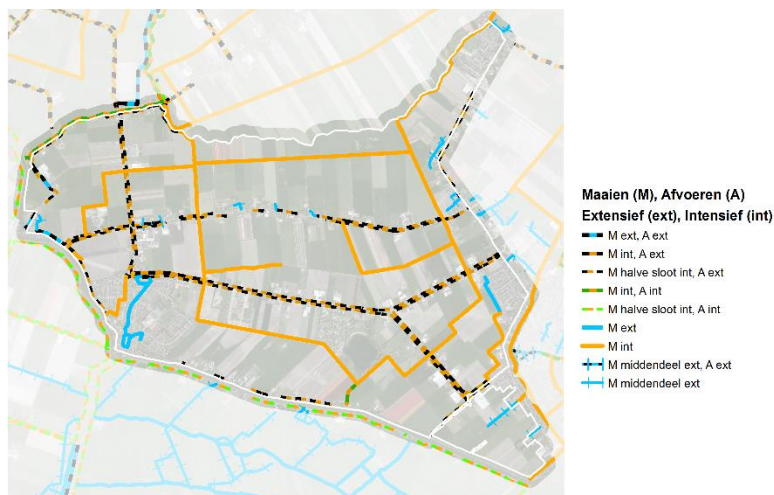 Maaien (M), Afvoeren (A)
Extensief (ext), Intensief (int)
M ext, A ext
M int, A ext
M halve sloot int, A ext
M int, A int
M halve sloot int, A int
M ext
M int
M middendeel ext, A ext
M middendeel ext